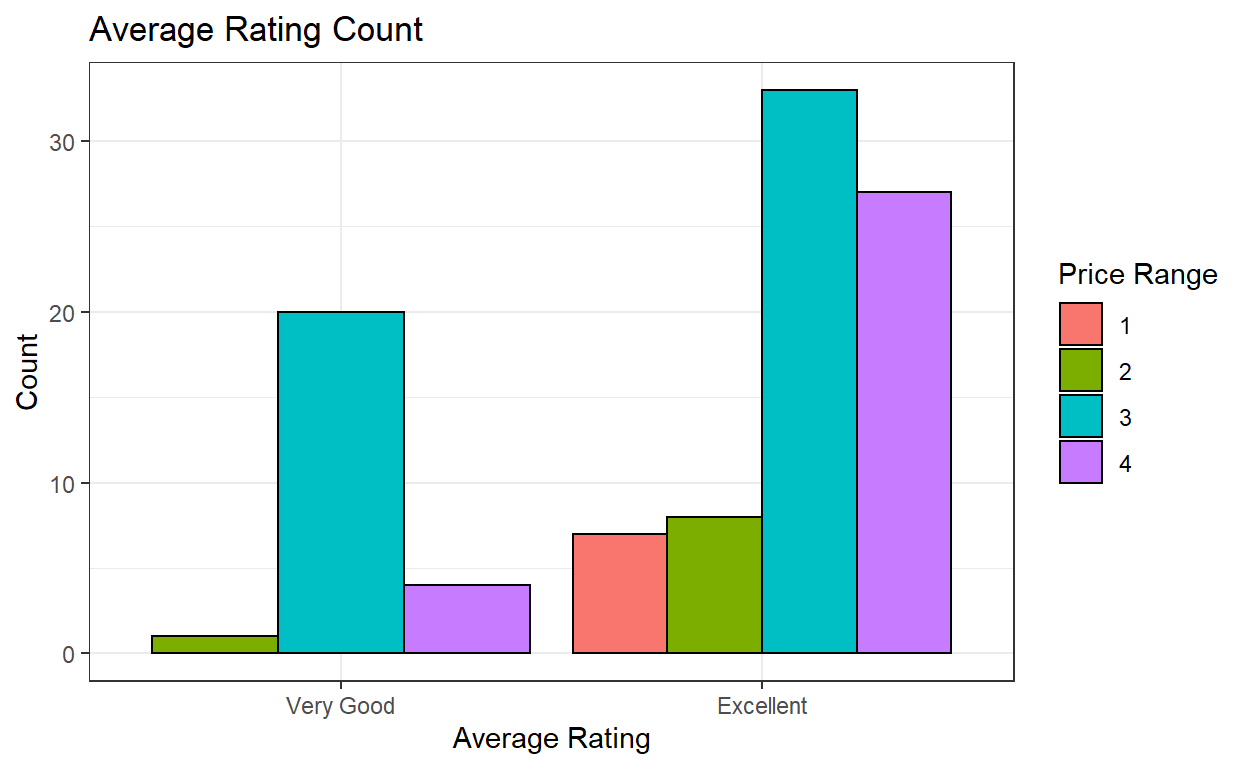 Average Rating Count
30
20
10
0
Count
Very Good
Excellent
Average Rating
Price Range
1
2
3
4